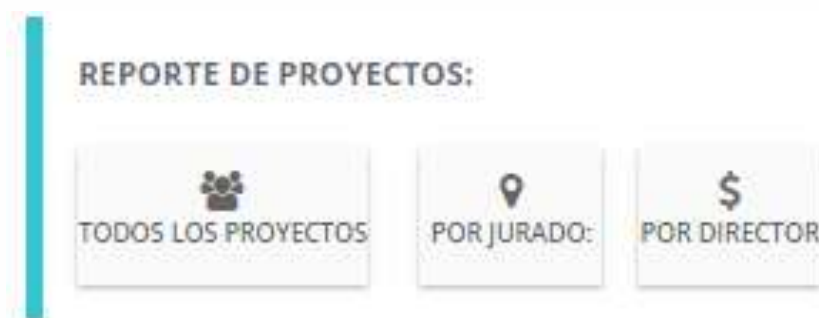 REPORTE DE PROYECTOS:
TODOS LOS PROYECTOS
POR JURADO:
POR DIRECTOR